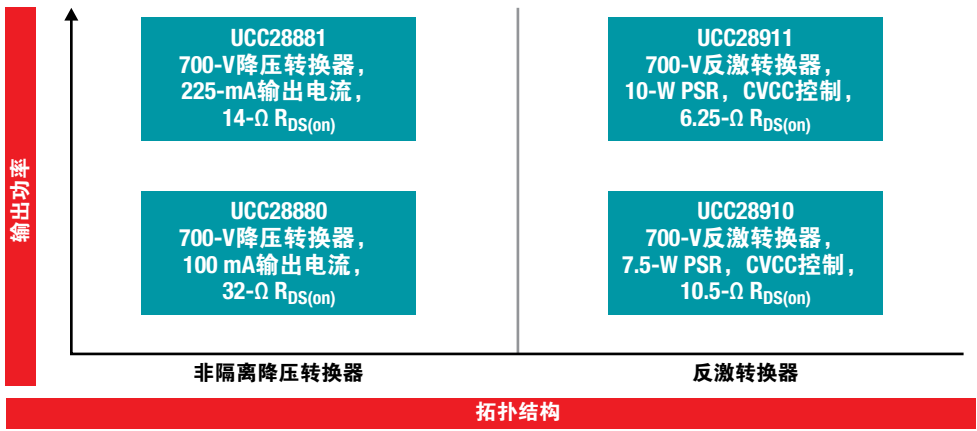 输出功率
UCC28881
700-V降压转换器，
225-mA输出电流，
14-Ω RDS(on)
UCC28911
700-V反激转换器，
10-W PSR，CVCC控制，
6.25-Ω RDS(on)
UCC28880
700-V降压转换器，
100 mA输出电流，
32-Ω RDS(on)
UCC28910
700-V反激转换器，
7.5-W PSR，CVCC控制，
10.5-Ω RDS(on)
非隔离降压转换器
反激转换器
拓扑结构